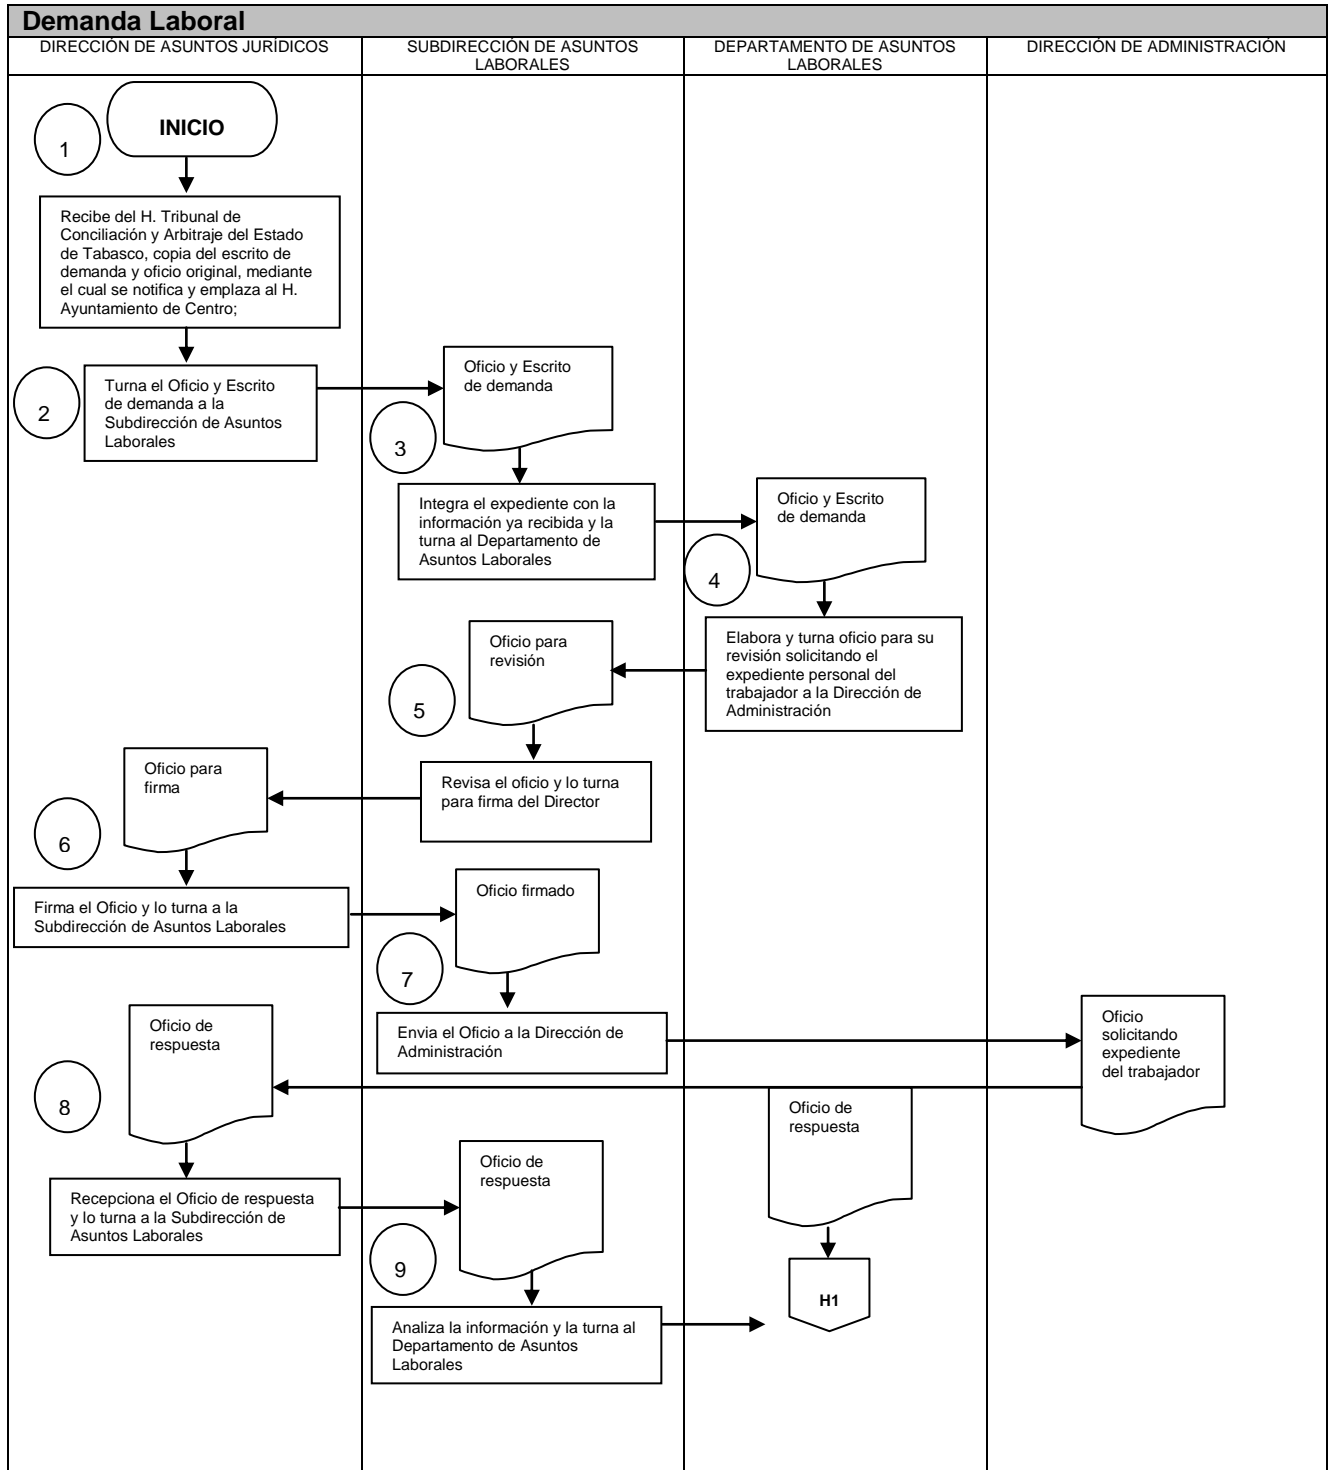 Demanda Laboral
DIRECCIÓN DE ASUNTOS JURÍDICOS
SUBDIRECCIÓN DE ASUNTOS
LABORALES
DEPARTAMENTO DE ASUNTOS
LABORALES
DIRECCIÓN DE ADMINISTRACIÓN
1
INICIO
Recibe del H. Tribunal de
Conciliación y Arbitraje del Estado
de Tabasco, copia del escrito de
demanda y oficio original, mediante
el cual se notifica y emplaza al H.
Ayuntamiento de Centro;
2
Turna el Oficio y Escrito
de demanda a la
Subdirección de Asuntos
Laborales
Oficio y Escrito
de demanda
3
Integra el expediente con la
información ya recibida y la
turna al Departamento de
Asuntos Laborales
Oficio y Escrito
de demanda
4
Elabora y turna oficio para su
revisión solicitando el
expediente personal del
trabajador a la Dirección de
Administración
Oficio para
revisión
5
Revisa el oficio y lo turna
para firma del Director
Oficio para
firma
6
Firma el Oficio y lo turna a la
Subdirección de Asuntos Laborales
Oficio firmado
7
Envia el Oficio a la Dirección de
Administración
Oficio
solicitando
expediente
del trabajador
Oficio de
respuesta
8
Recepciona el Oficio de respuesta
y lo turna a la Subdirección de
Asuntos Laborales
Oficio de
respuesta
9
Analiza la información y la turna al
Departamento de Asuntos
Laborales
Oficio de
respuesta
H1